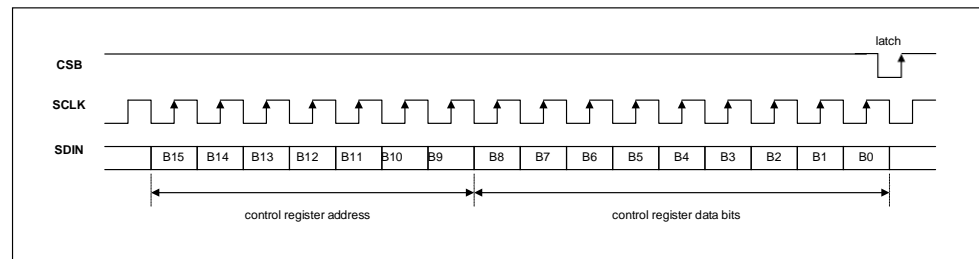 latch
CSB
SCLK
SDIN B15 B14 B13 B12 B11 B10 B9 B8 B7 B6 B5 B4 B3 B2 B1 B0
control register address control register data bits